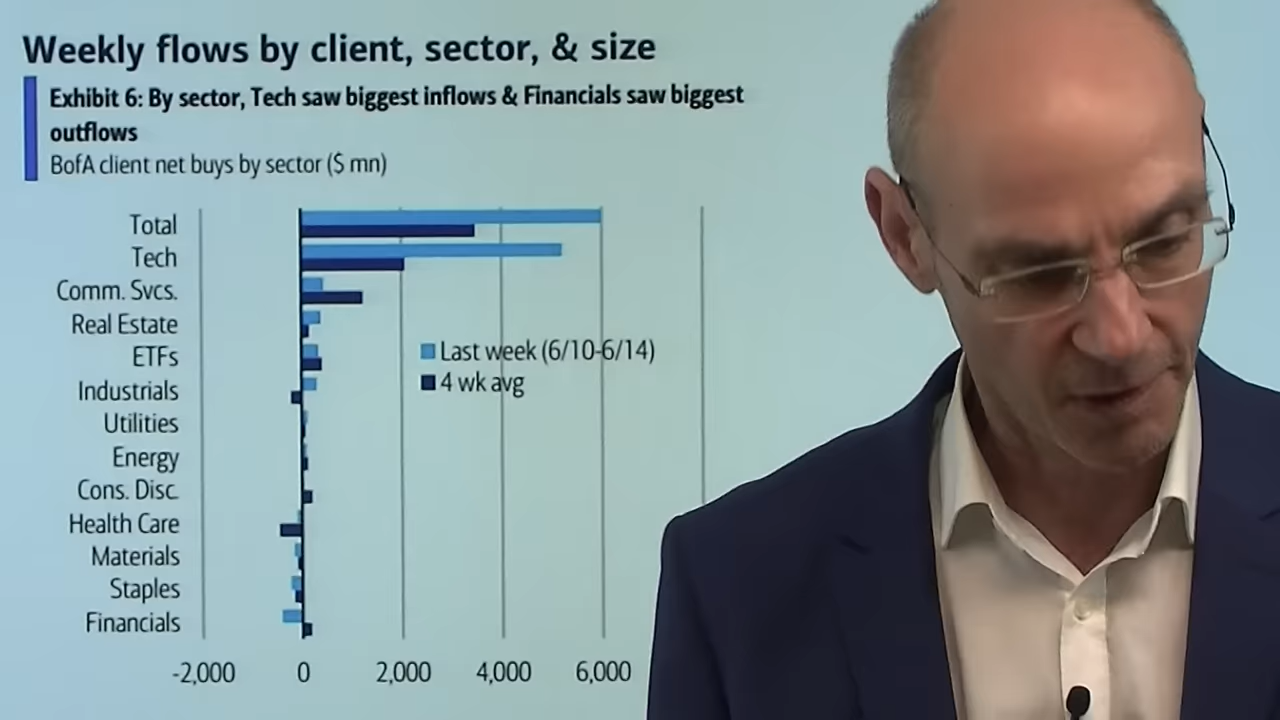 Weekly flows by client, sector, & size
Exhibit 6: By sector, Tech saw biggest inflows & Financials saw biggest
outflows
BofA client net buys by sector ($ mn)
Total
Tech
Comm. Svcs.
Real Estate
ETFs
Industrials
Utilities
Energy
Cons. Disc.
Health Care
Materials
Staples
Financials
Last week (6/10-6/14)
4 wk avg
-2,000 0 2,000 4,000 6,000